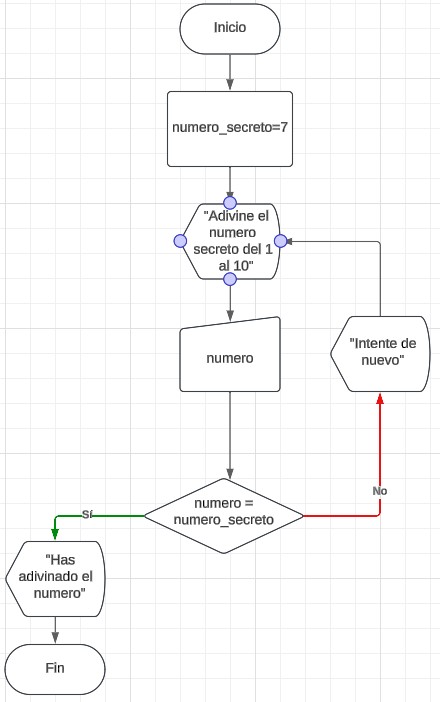 Inicio
numero_secreto=7
"Adivine el
numero
secreto del 1
al 10"
numero
"Intente de
nuevo"
No
numero =
numero_secreto
Sí
"Has
adivinado el
numero"
Fin